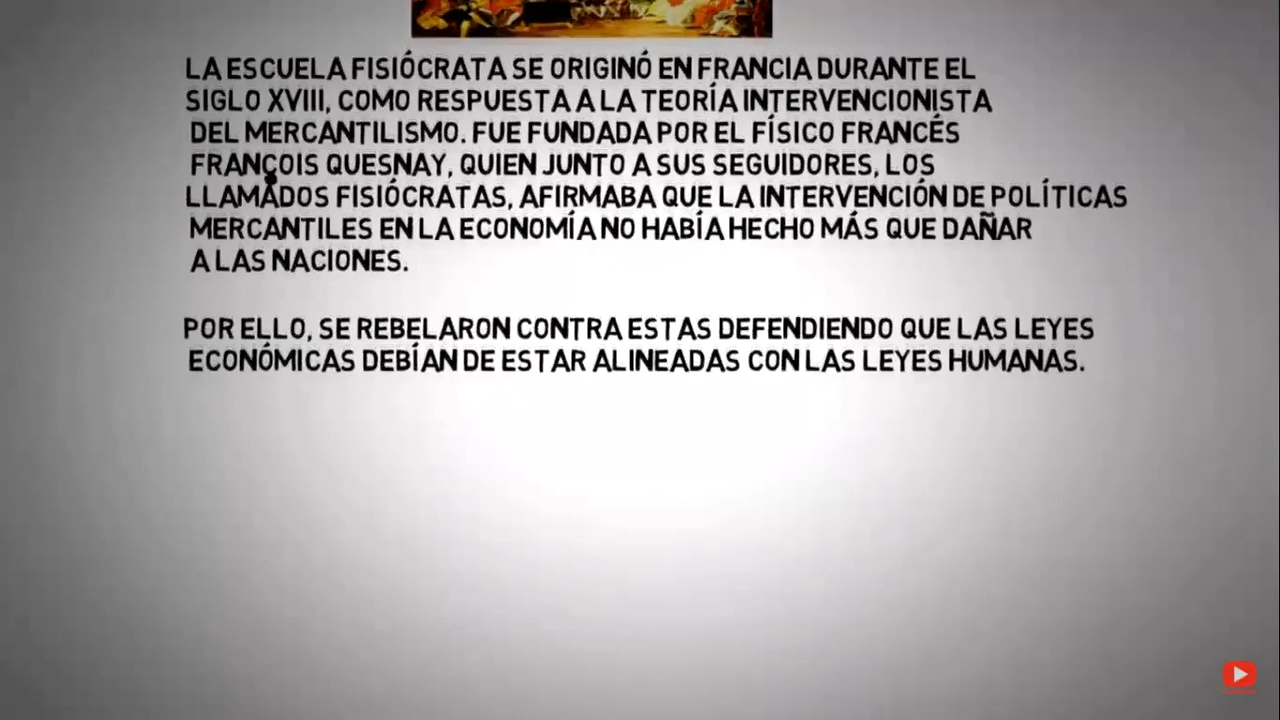 LA ESCUELA FISIÓCRATA SE ORIGINÓ EN FRANCIA DURANTE EL
SIGLO XVIII, COMO RESPUESTA A LA TEORÍA INTERVENCIONISTA
DEL MERCANTILISMO. FUE FUNDADA POR EL FÍSICO FRANCÉS
FRANÇOIS QUESNAY, QUIEN JUNTO A SUS SEGUIDORES, LOS
LLAMADOS FISIÓCRATAS, AFIRMABA QUE LA INTERVENCIÓN DE POLÍTICAS
MERCANTILES EN LA ECONOMÍA NO HABÍA HECHO MÁS QUE DAÑAR
A LAS NACIONES.
POR ELLO, SE REBELARON CONTRA ESTAS DEFENDIENDO QUE LAS LEYES
ECONÓMICAS DEBÍAN DE ESTAR ALINEADAS CON LAS LEYES HUMANAS.